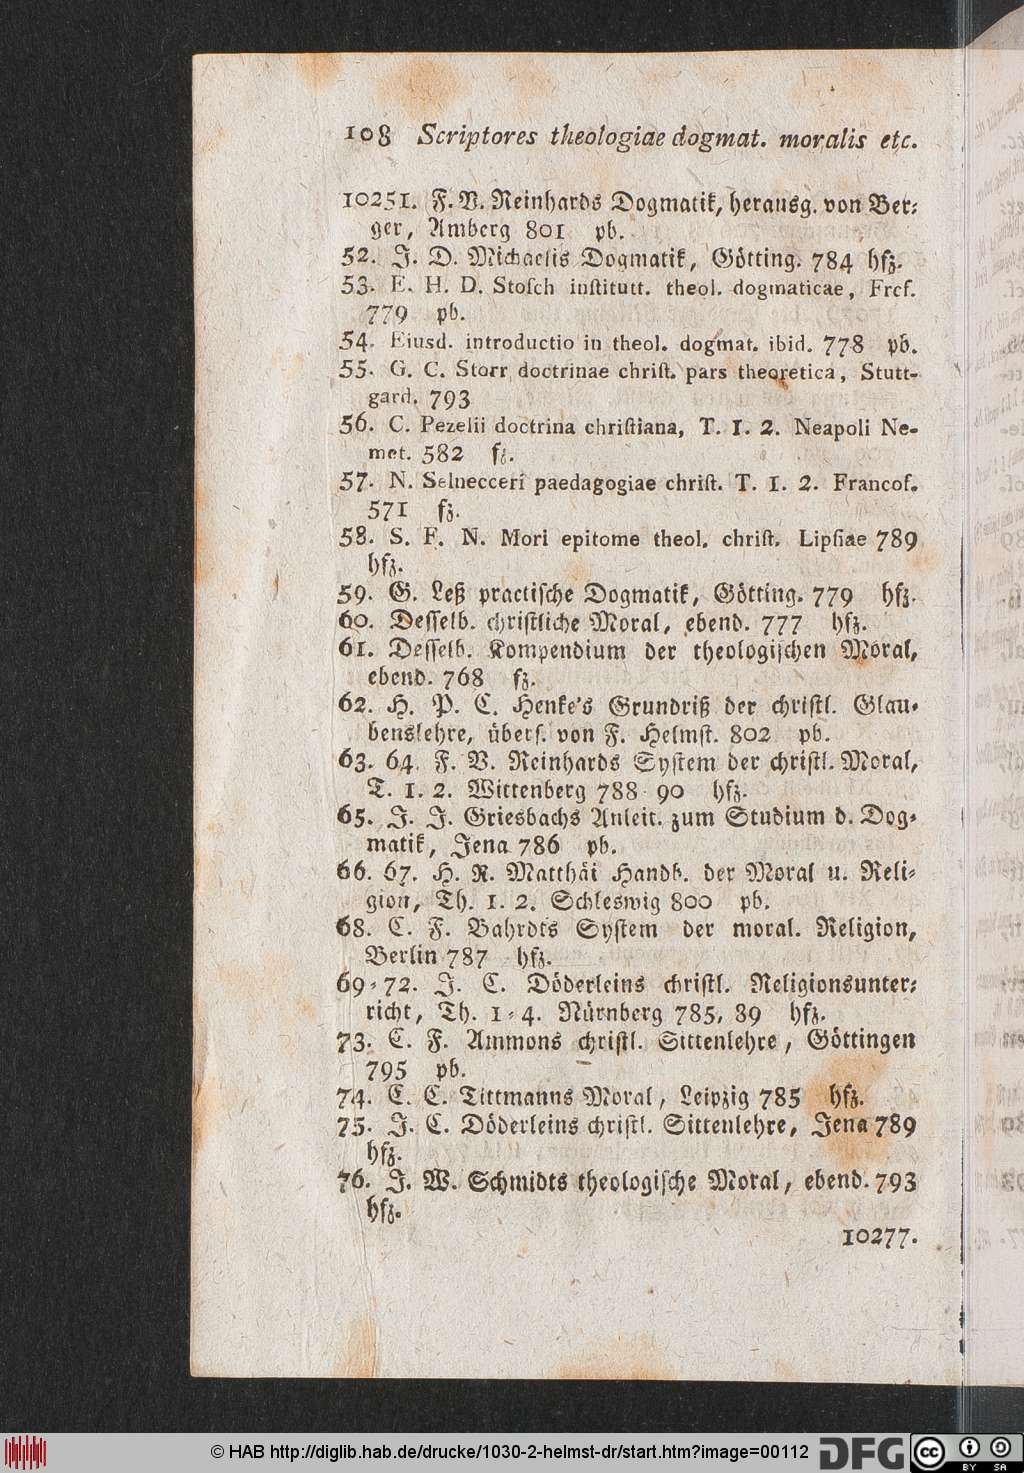 108 Scriptores theologiae dogmat. moralis etc.
10251. F. V. Reinhards Dogmatik, herausg. von Ber⸗
ger, Amberg 801 pb.
52. J. D. Michaelis Dogmatik, Götting. 784 hfz.
53. E. H. D. Stoſch inſtitutt. theol. dogmaticae, Frcf.
779 pb.
54. Eiusd. introductio in theol. dogmat. ibid. 778 pb.
55. G. C. Storr doctrinae chriſt. pars theoretica, Stutt-
gard. 793
56. C. Pezelii doctrina chriſtiana, T. 1. 2. Neapoli Ne-
met. 582 fz.
57. N. Selnecceri paedagogiae chriſt. T. 1. 2. Francof.
571 fz.
58. S. F. N. Mori epitome theol. chriſt. Lipſiae 789
hfz.
59. G. Leß practiſche Dogmatik, Götting. 779 hfz.
60. Deſſelb. chriſtliche Moral, ebend. 777 hfz.
61. Deſſelb. Kompendium der theologiſchen Moral,
ebend. 768 fz.
62. H. P. C. Henke's Grundriß der chriſtl. Glau⸗
benslehre, überſ. von F. Helmſt. 802 pb.
63. 64. F. V. Reinhards Syſtem der chriſtl. Moral,
T. 1. 2. Wittenberg 788 90 hfz.
65. J. J. Griesbachs Anleit. zum Studium d. Dog⸗
matik, Jena 786 pb.
66. 67. H. R. Matthäi Handb. der Moral u. Reli⸗
gion, Th. 1. 2. Schleswig 800 pb.
68. C. F. Bahrdts Syſtem der moral. Religion,
Berlin 787 hfz.
69⸗72. J. C. Döderleins chriſtl. Religionsunter⸗
richt, Th. 1⸗4. Nürnberg 785, 89 hfz.
73. C. F. Ammons chriſtl. Sittenlehre, Göttingen
795 pb.
74. C. C. Tittmanns Moral, Leipzig 785 hfz.
75. J. C. Döderleins chriſtl. Sittenlehre, Jena 789
hfz.
76. J. W. Schmidts theologiſche Moral, ebend. 793
hfz.
10277.
© HAB http://diglib.hab.de/drucke/1030-2-helmst-dr/start.htm?image=00112
DFG
cc BY SA